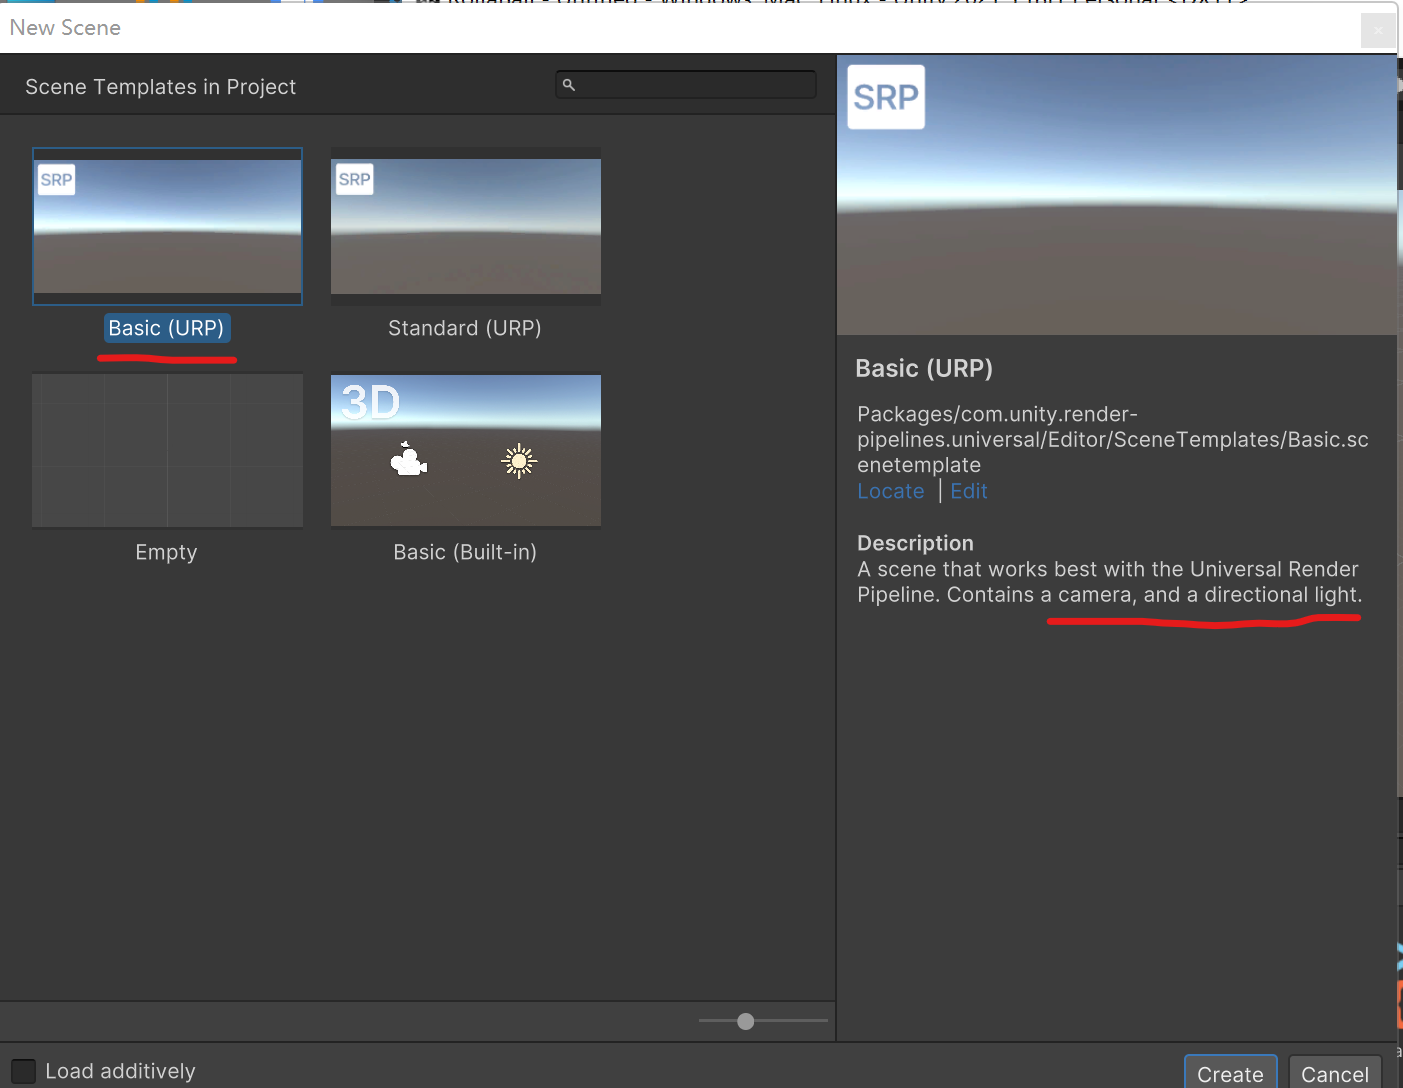 New Scene
Scene Templates in Project
SRP
SRP
SRP
Basic (URP)
Standard (URP)
3D
Empty
Basic (Built-in)
Basic (URP)
Packages/com.unity.render-
pipelines.universal/Editor/SceneTemplates/Basic.sc
enetemplate
Locate | Edit
Description
A scene that works best with the Universal Render
Pipeline. Contains a camera, and a directional light.
Load additively
Create
Cancel